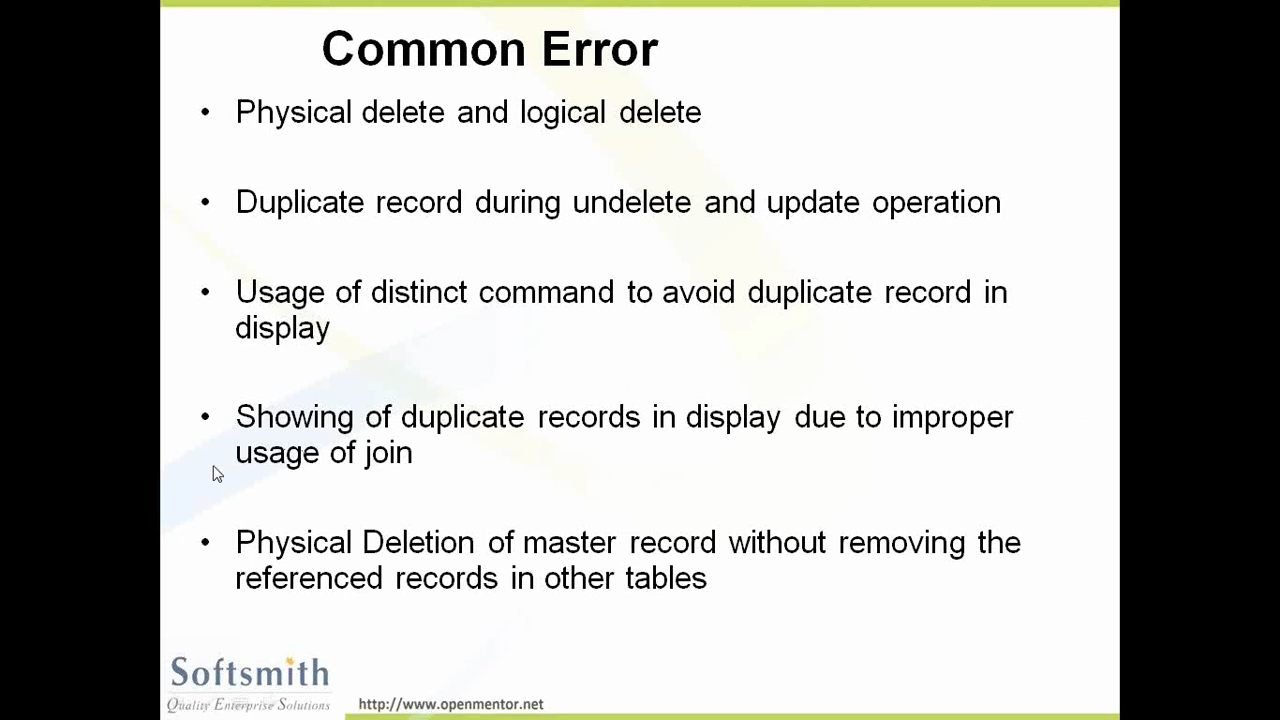 Common Error
• Physical delete and logical delete
• Duplicate record during undelete and update operation
• Usage of distinct command to avoid duplicate record in
display
• Showing of duplicate records in display due to improper
usage of join
• Physical Deletion of master record without removing the
referenced records in other tables
Softsmith
Quality Enterprise Solutions
http://www.openmentor.net